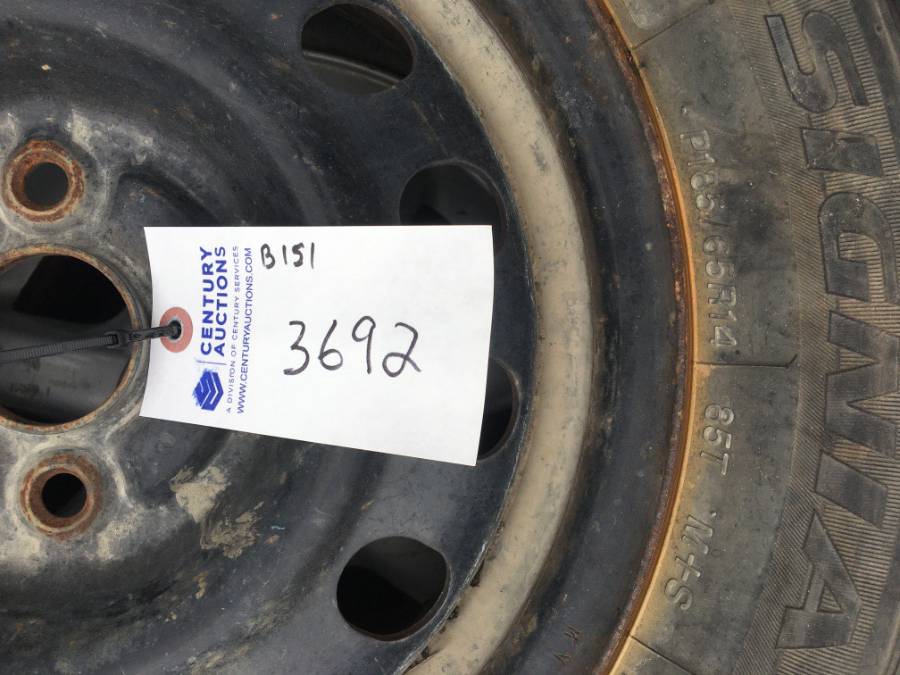 B151
3692
CENTURY
AUCTIONS
A DIVISION OF CENTURY SERVICES
WWW.CENTURYAUCTIONS.COM
SIGMA
P185/65R14 85T M+S